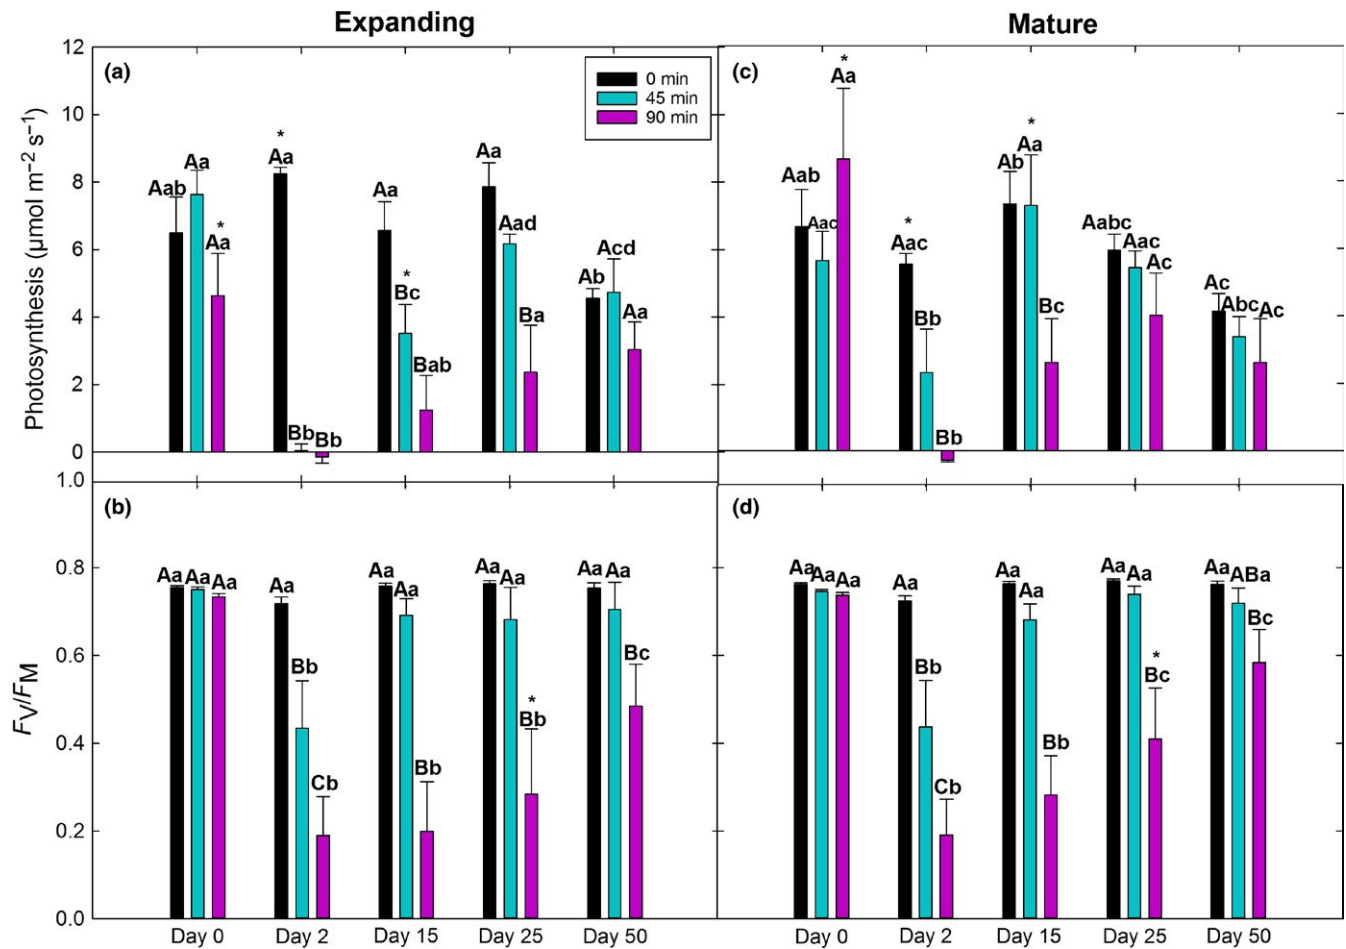 Expanding
Mature
(a)
0 min
45 min
90 min
Photosynthesis (μmol m⁻² s⁻¹)
12
10
8
6
4
2
0
Aab Aa * Aa
* Aa Bb Bb
Aa * Bc Bab
Aa Aad Ba
Ab Acd Aa
(c)
Aab Aac * Aa
* Aac Bb Bb
Ab * Aa Bc
Aabc Aac Ac
Ac Abc Ac
(b)
FV/FM
1.0
0.8
0.6
0.4
0.2
0.0
Aa Aa Aa
Aa Bb Cb
Aa Aa Bb
Aa Aa * Bb
Aa Aa Bc
Day 0 Day 2 Day 15 Day 25 Day 50
(d)
Aa Aa Aa
Aa Bb Cb
Aa Aa Bb
Aa Aa * Bc
Aa ABa Bc
Day 0 Day 2 Day 15 Day 25 Day 50